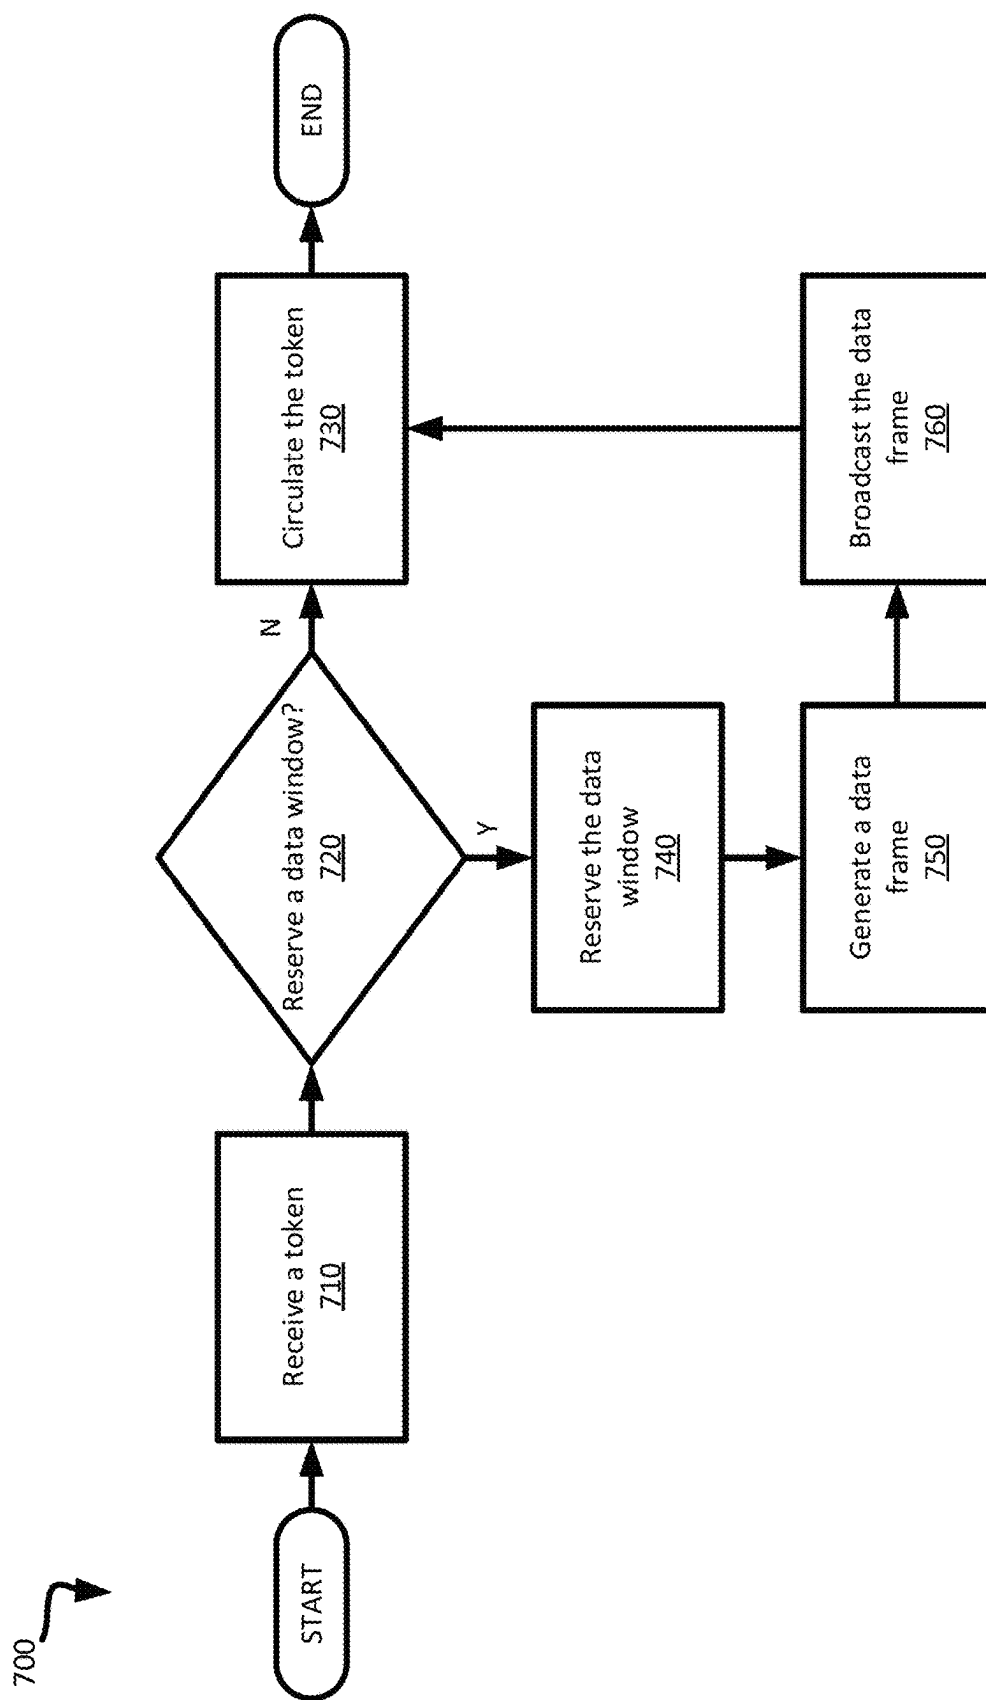 700
START
Receive a token
710
Reserve a data window?
720
N
Y
Circulate the token
730
END
Reserve the data
window
740
Generate a data
frame
750
Broadcast the data
frame
760